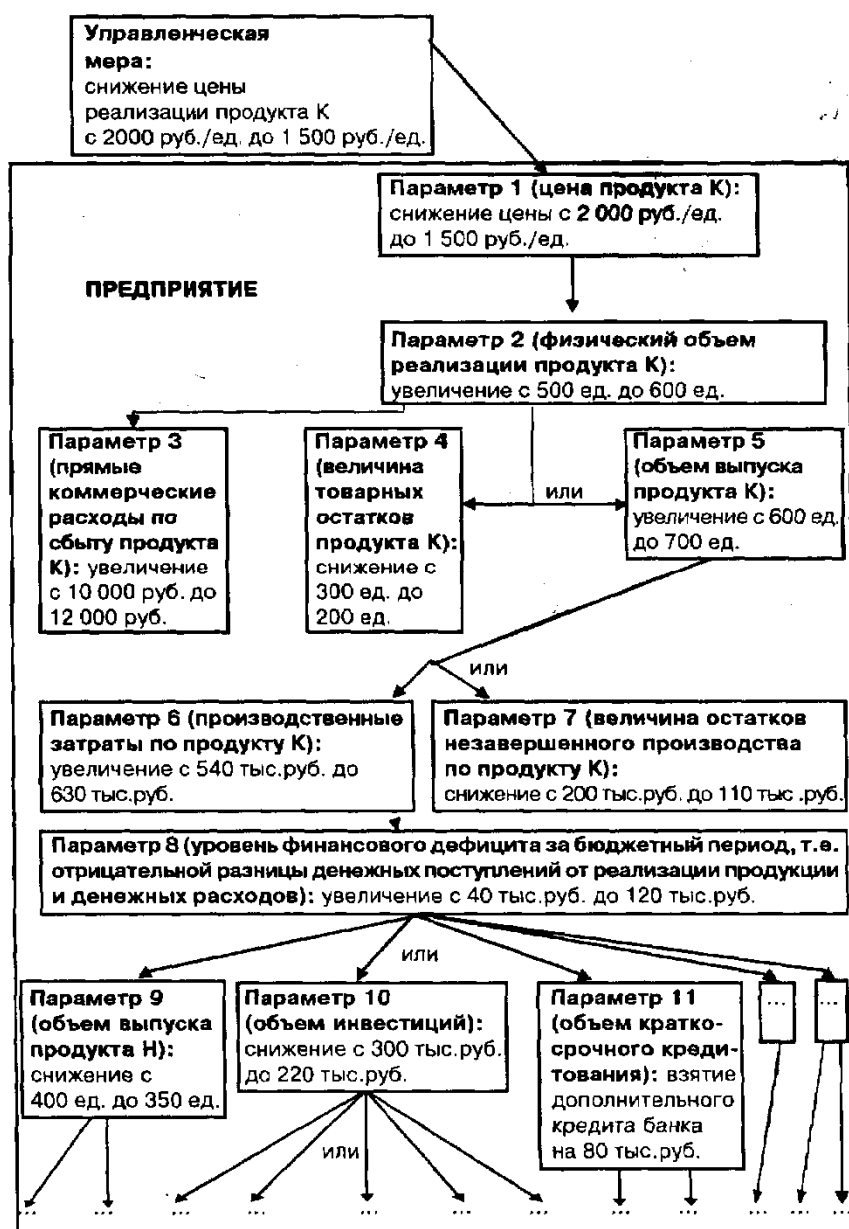 Управленческая
мера:
снижение цены
реализации продукта К
с 2000 руб./ед. до 1 500 руб./ед.
Параметр 1 (цена продукта К):
снижение цены с 2 000 руб./ед.
до 1 500 руб./ед.
ПРЕДПРИЯТИЕ
Параметр 2 (физический объем
реализации продукта К):
увеличение с 500 ед. до 600 ед.
Параметр 3
(прямые
коммерческие
расходы по
сбыту продукта
К): увеличение
с 10 000 руб. до
12 000 руб.
Параметр 4
(величина
товарных
остатков
продукта К):
снижение с
300 ед. до
200 ед.
или
Параметр 5
(объем выпуска
продукта К):
увеличение с 600 ед.
до 700 ед.
или
Параметр 6 (производственные
затраты по продукту К):
увеличение с 540 тыс.руб. до
630 тыс.руб.
Параметр 7 (величина остатков
незавершенного производства
по продукту К):
снижение с 200 тыс.руб. до 110 тыс.руб.
Параметр 8 (уровень финансового дефицита за бюджетный период, т.е.
отрицательной разницы денежных поступлений от реализации продукции
и денежных расходов): увеличение с 40 тыс.руб. до 120 тыс.руб.
или
Параметр 9
(объем выпуска
продукта Н):
снижение с
400 ед. до 350 ед.
Параметр 10
(объем инвестиций):
снижение с 300 тыс.руб.
до 220 тыс.руб.
Параметр 11
(объем кратко-
срочного креди-
тования): взятие
дополнительного
кредита банка
на 80 тыс.руб.
...
...
или
... ... ... ... ... ... ... ... ... ... ... ...